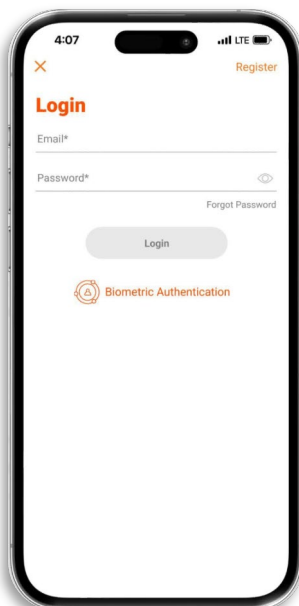 4:07 LTE
Register
Login
Email*
Password*
Forgot Password
Login
Biometric Authentication